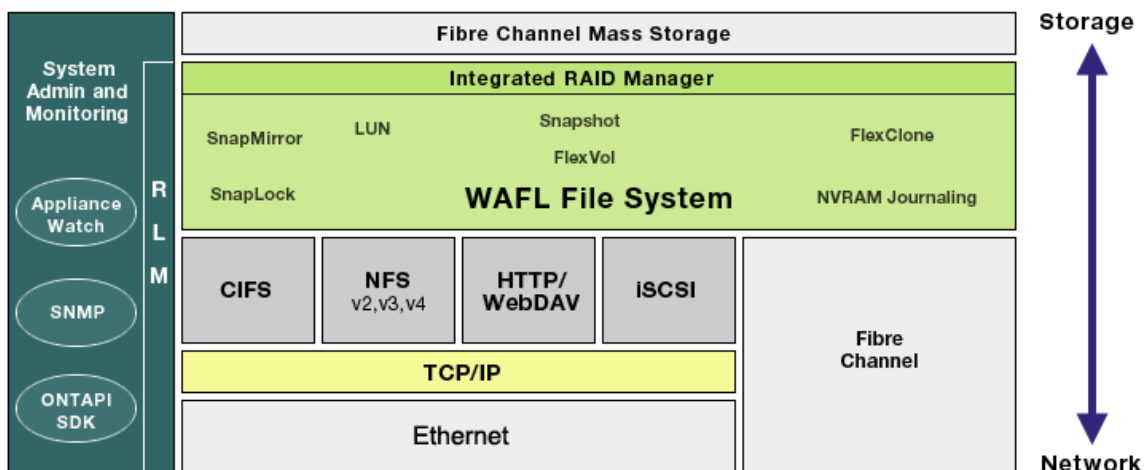 Storage
Fibre Channel Mass Storage
System
Admin and
Monitoring
Integrated RAID Manager
SnapMirror
LUN
Snapshot
FlexClone
FlexVol
SnapLock
WAFL File System
NVRAM Journaling
R
L
M
Appliance
Watch
SNMP
ONTAPI
SDK
CIFS
NFS
v2,v3,v4
HTTP/
WebDAV
iSCSI
Fibre
Channel
TCP/IP
Ethernet
Network